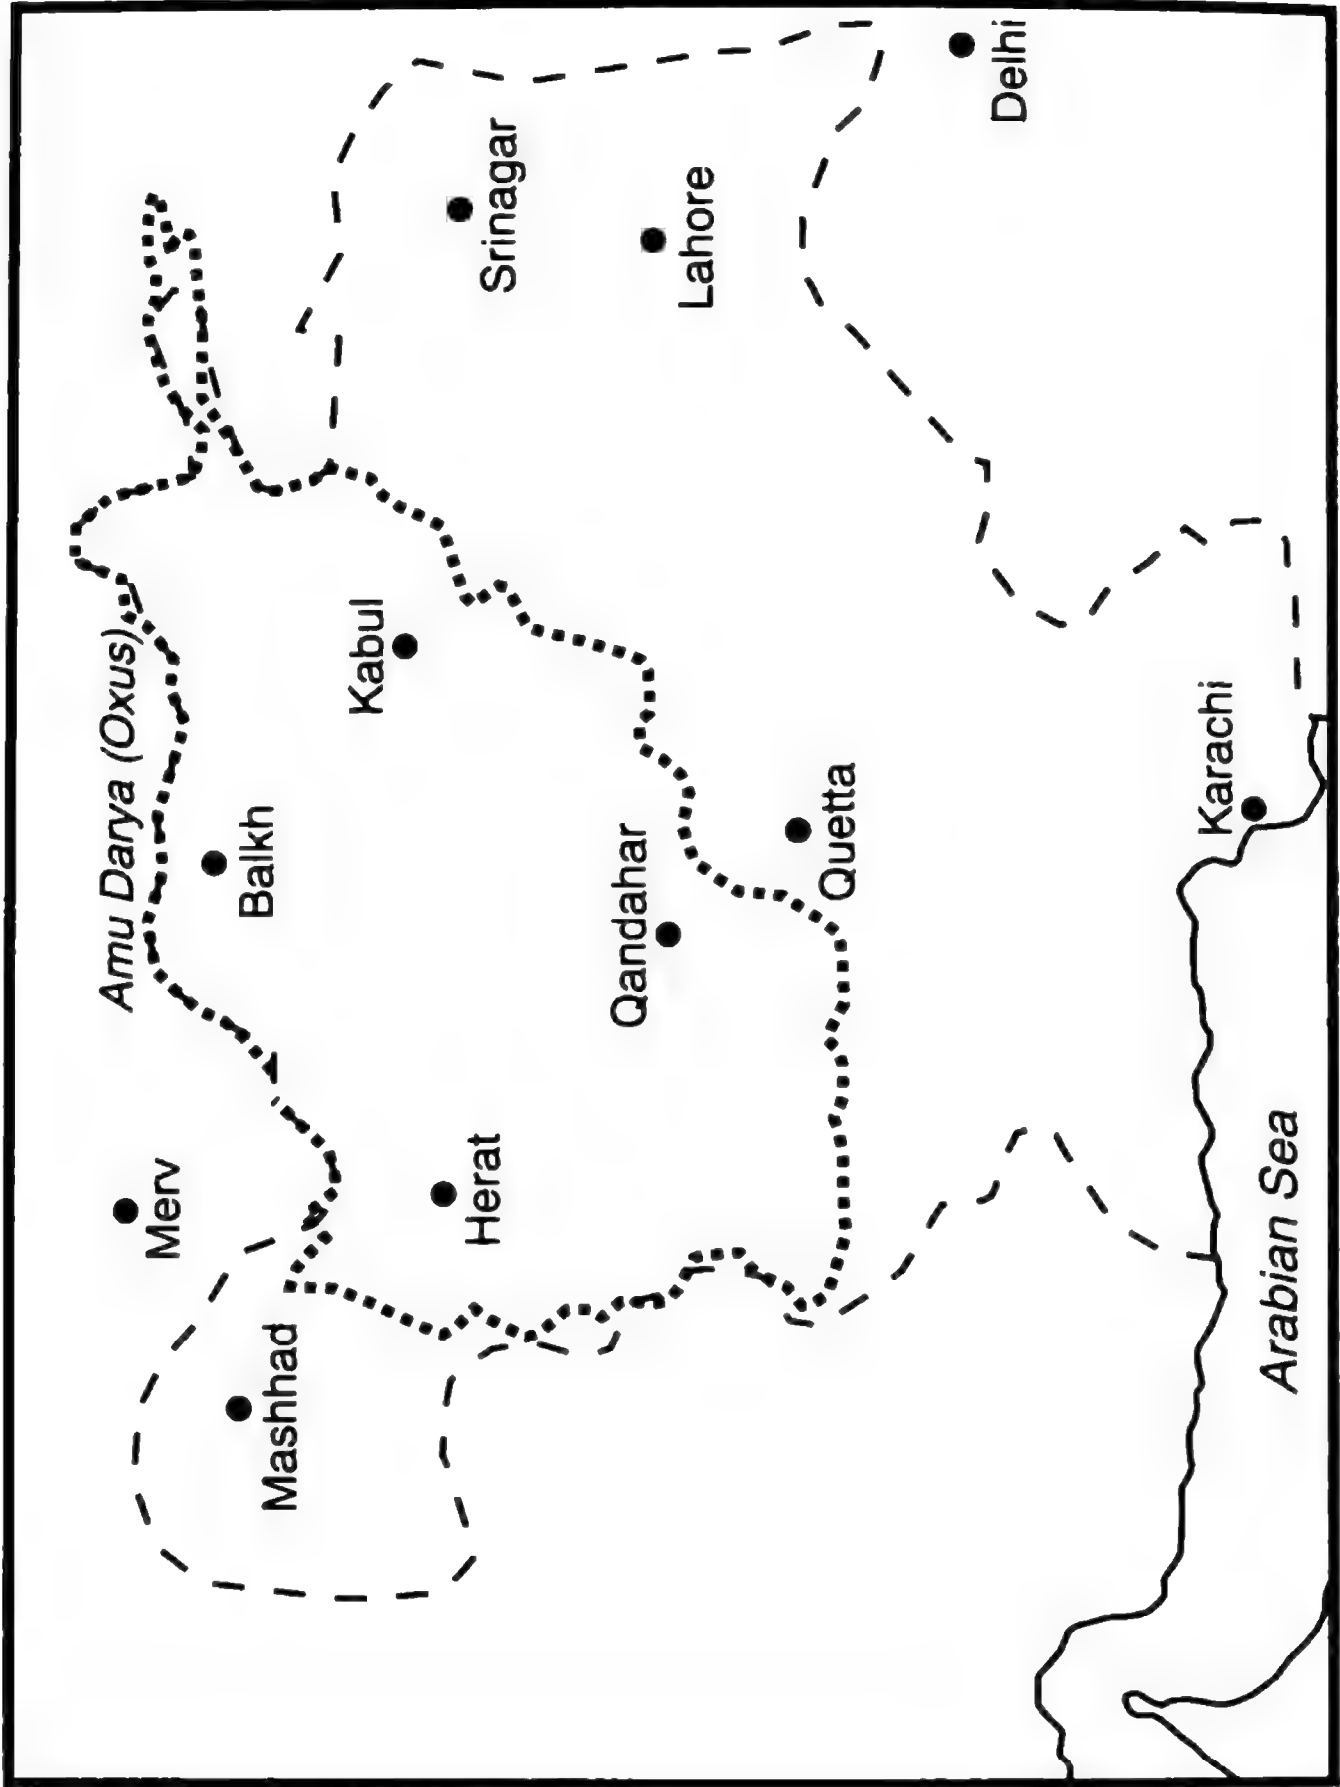 Amu Darya (Oxus)
Merv
Balkh
Mashhad
Kabul
Herat
Srinagar
Qandahar
Lahore
Quetta
Delhi
Karachi
Arabian Sea